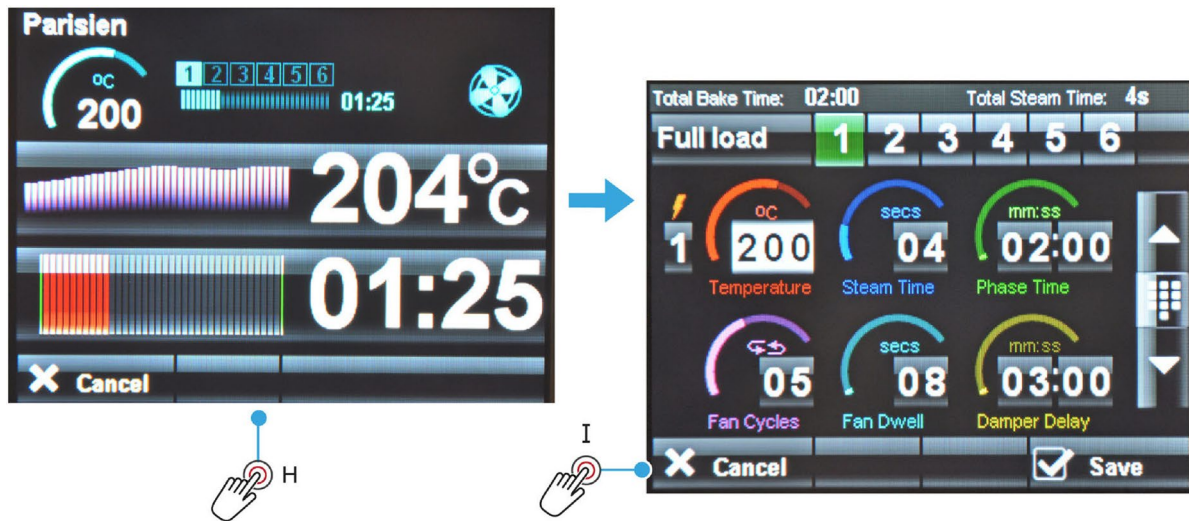 Parisien
oC
200
1 2 3 4 5 6
01:25
204°C
01:25
Cancel
H
I
Total Bake Time: 02:00 Total Steam Time: 4s
Full load 1 2 3 4 5 6
1
oC
200
Temperature
secs
04
Steam Time
mm:ss
02:00
Phase Time
05
Fan Cycles
secs
08
Fan Dwell
mm:ss
03:00
Damper Delay
Cancel Save